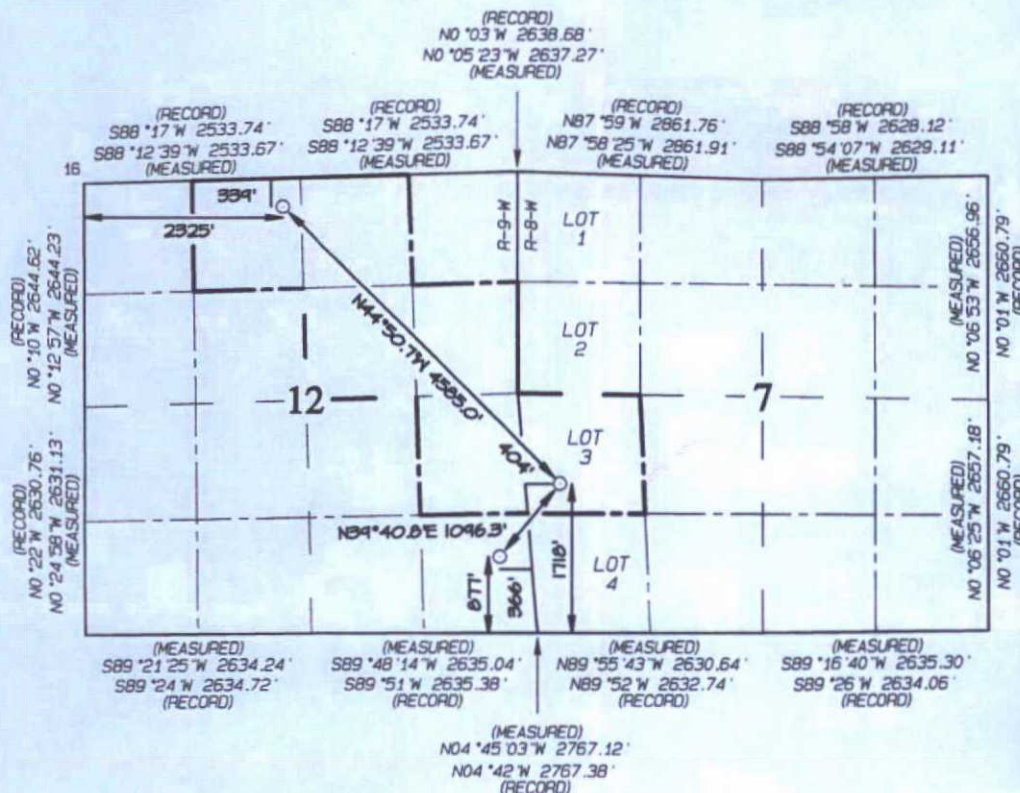 (RECORD)
N0 °03'W 2638.68'
N0 °05'23"W 2637.27'
(MEASURED)
(RECORD)
S88 °17'W 2533.74'
S88 °12'39"W 2533.67'
(MEASURED)
(RECORD)
S88 °17'W 2533.74'
S88 °12'39"W 2533.67'
(MEASURED)
(RECORD)
N87 °59'W 2861.76'
N87 °58'25"W 2861.91'
(MEASURED)
(RECORD)
S88 °58'W 2628.12'
S88 °54'07"W 2629.11'
(MEASURED)
16
339'
2325'
R-9-W
R-8-W
LOT
1
(RECORD)
N0 °10'W 2644.62'
N0 °12'57"W 2644.23'
(MEASURED)
N0 °06'53"W 2656.96'
(MEASURED)
N0 °01'W 2660.79'
(RECORD)
N44°50.7'W 4585.0'
LOT
2
12
7
LOT
3
404'
(RECORD)
N0 °22'W 2630.76'
N0 °24'58"W 2631.13'
(MEASURED)
N0 °06'25"W 2657.18'
(MEASURED)
N0 °01'W 2660.79'
(RECORD)
N39°40.8'E 1096.3'
877'
366'
1718'
LOT
4
(MEASURED)
S89 °21'25"W 2634.24'
S89 °24'W 2634.72'
(RECORD)
(MEASURED)
S89 °48'14"W 2635.04'
S89 °51'W 2635.38'
(RECORD)
(MEASURED)
N89 °55'43"W 2630.64'
N89 °52'W 2632.74'
(RECORD)
(MEASURED)
S89 °16'40"W 2635.30'
S89 °26'W 2634.06'
(RECORD)
(MEASURED)
N04 °45'03"W 2767.12'
N04 °42'W 2767.38'
(RECORD)